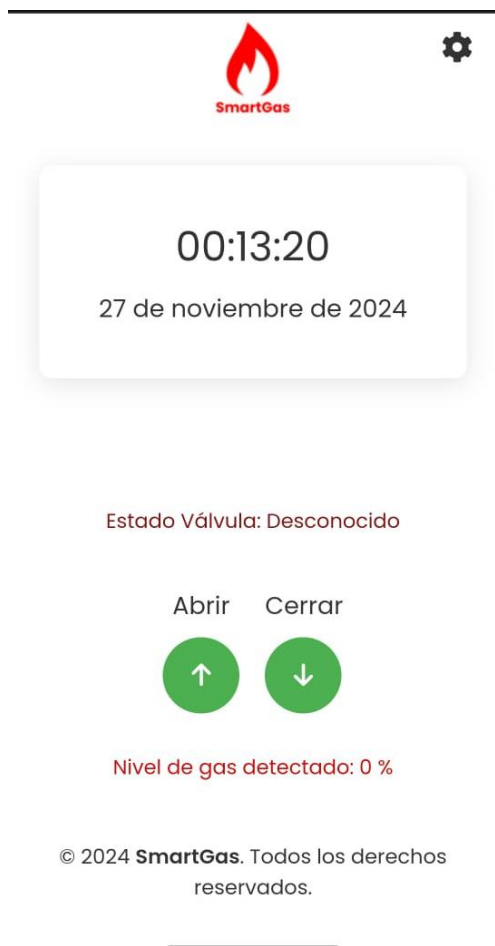 SmartGas
00:13:20
27 de noviembre de 2024
Estado Válvula: Desconocido
Abrir Cerrar
Nivel de gas detectado: 0 %
© 2024 SmartGas. Todos los derechos
reservados.